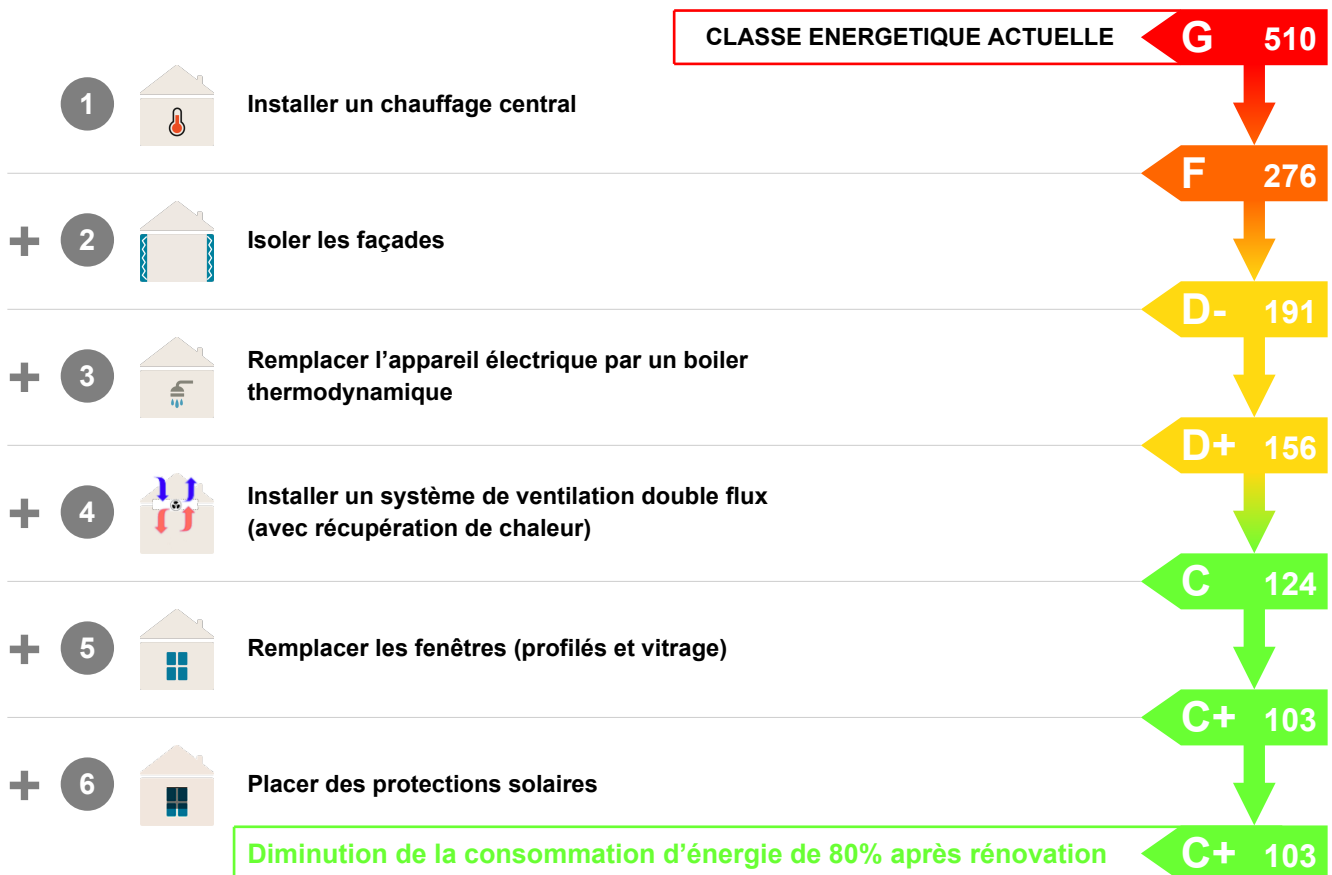 CLASSE ENERGETIQUE ACTUELLE G 510
1 Installer un chauffage central
F 276
+ 2 Isoler les façades
D- 191
+ 3 Remplacer l’appareil électrique par un boiler
thermodynamique
D+ 156
+ 4 Installer un système de ventilation double flux
(avec récupération de chaleur)
C 124
+ 5 Remplacer les fenêtres (profilés et vitrage)
C+ 103
+ 6 Placer des protections solaires
Diminution de la consommation d’énergie de 80% après rénovation C+ 103